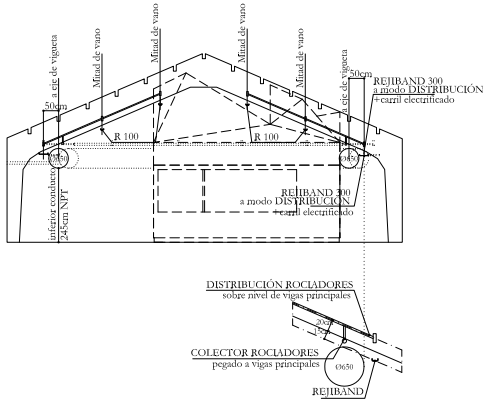 Mitad de vano
Mitad de vano
Mitad de vano
Mitad de vano
a eje de vigueta
a eje de vigueta
50cm
50cm
REJIBAND 300
a modo DISTRIBUCIÓN
+carril electrificado
R 100
R 100
Ø650
Ø650
inferior conducto
245cm NPT
REJIBAND 300
a modo DISTRIBUCIÓN
+carril electrificado
DISTRIBUCIÓN ROCIADORES
sobre nivel de vigas principales
20cm
COLECTOR ROCIADORES
pegado a vigas principales
Ø650
REJIBAND